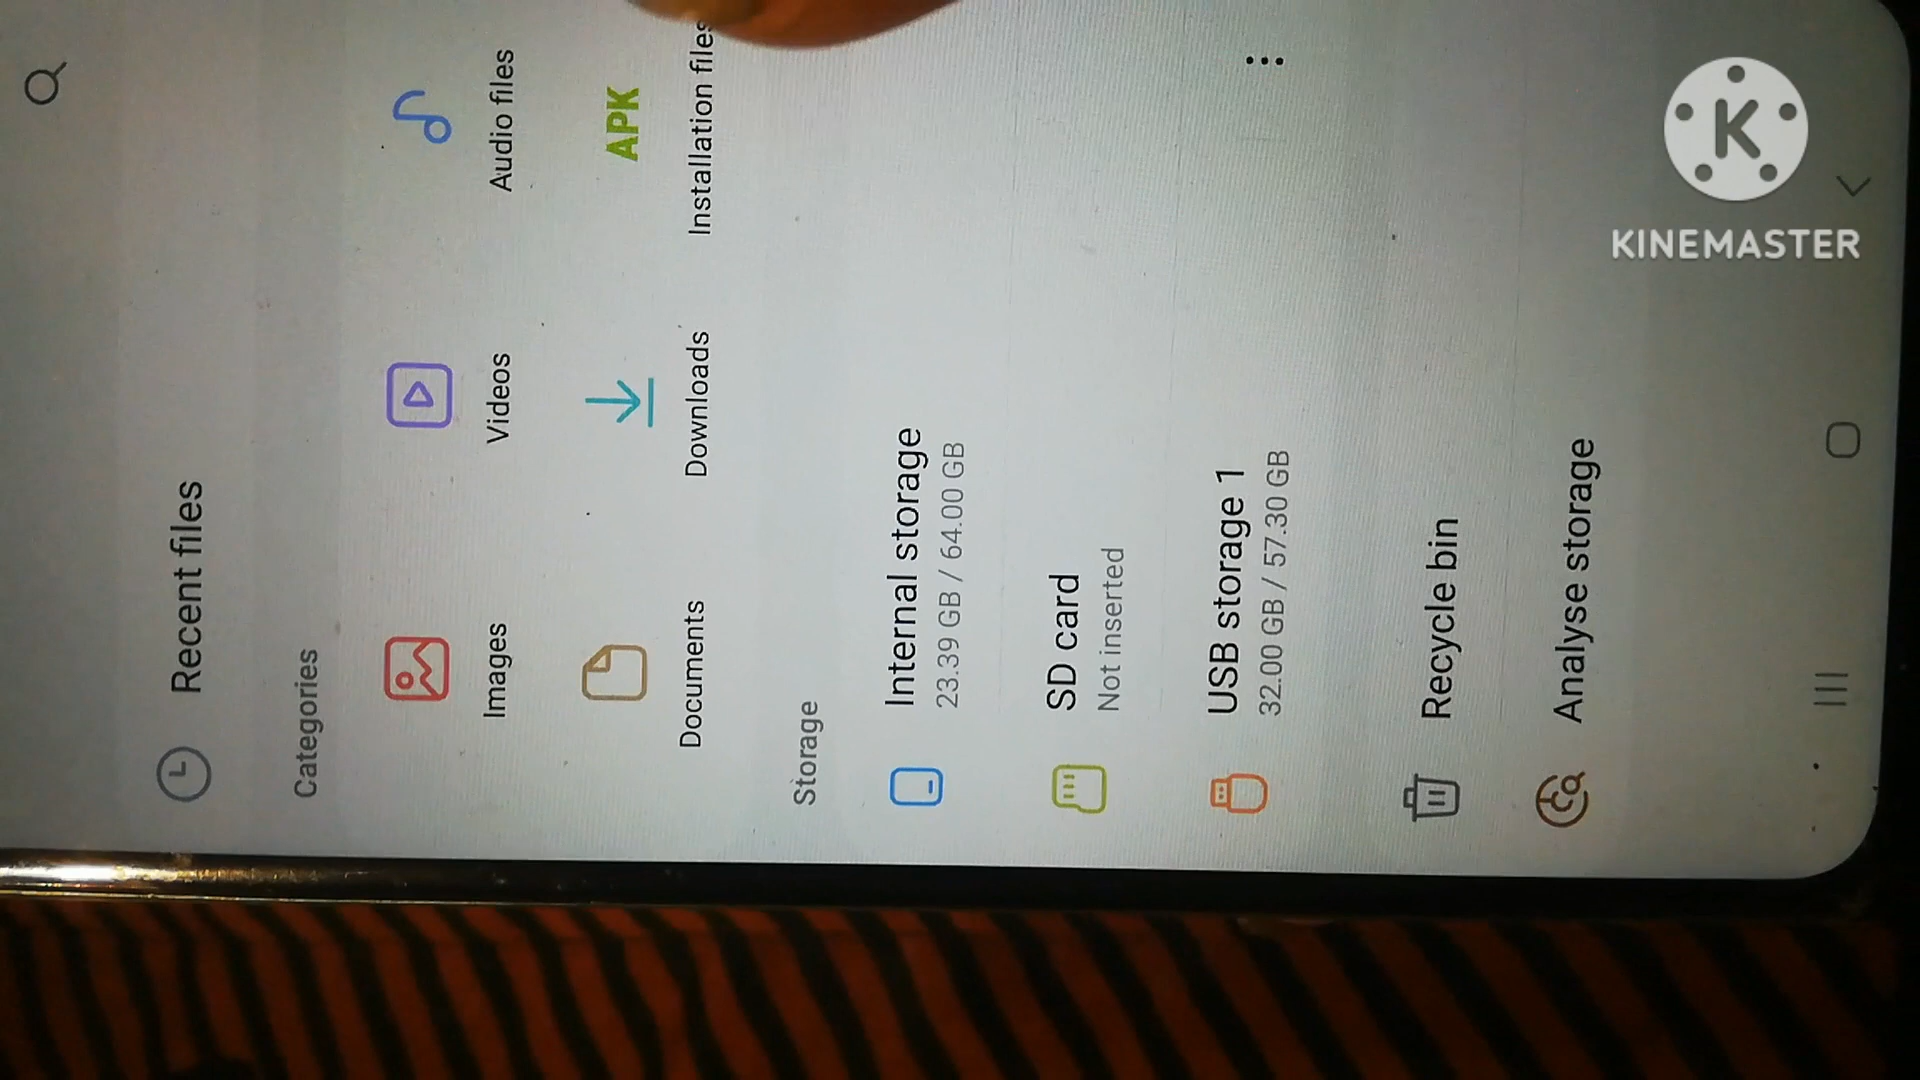 Recent files
Categories
Images
Videos
Audio files
APK
Documents
Downloads
Installation files
Storage
Internal storage
23.39 GB / 64.00 GB
SD card
Not inserted
USB storage 1
32.00 GB / 57.30 GB
Recycle bin
Analyse storage
K
KINEMASTER